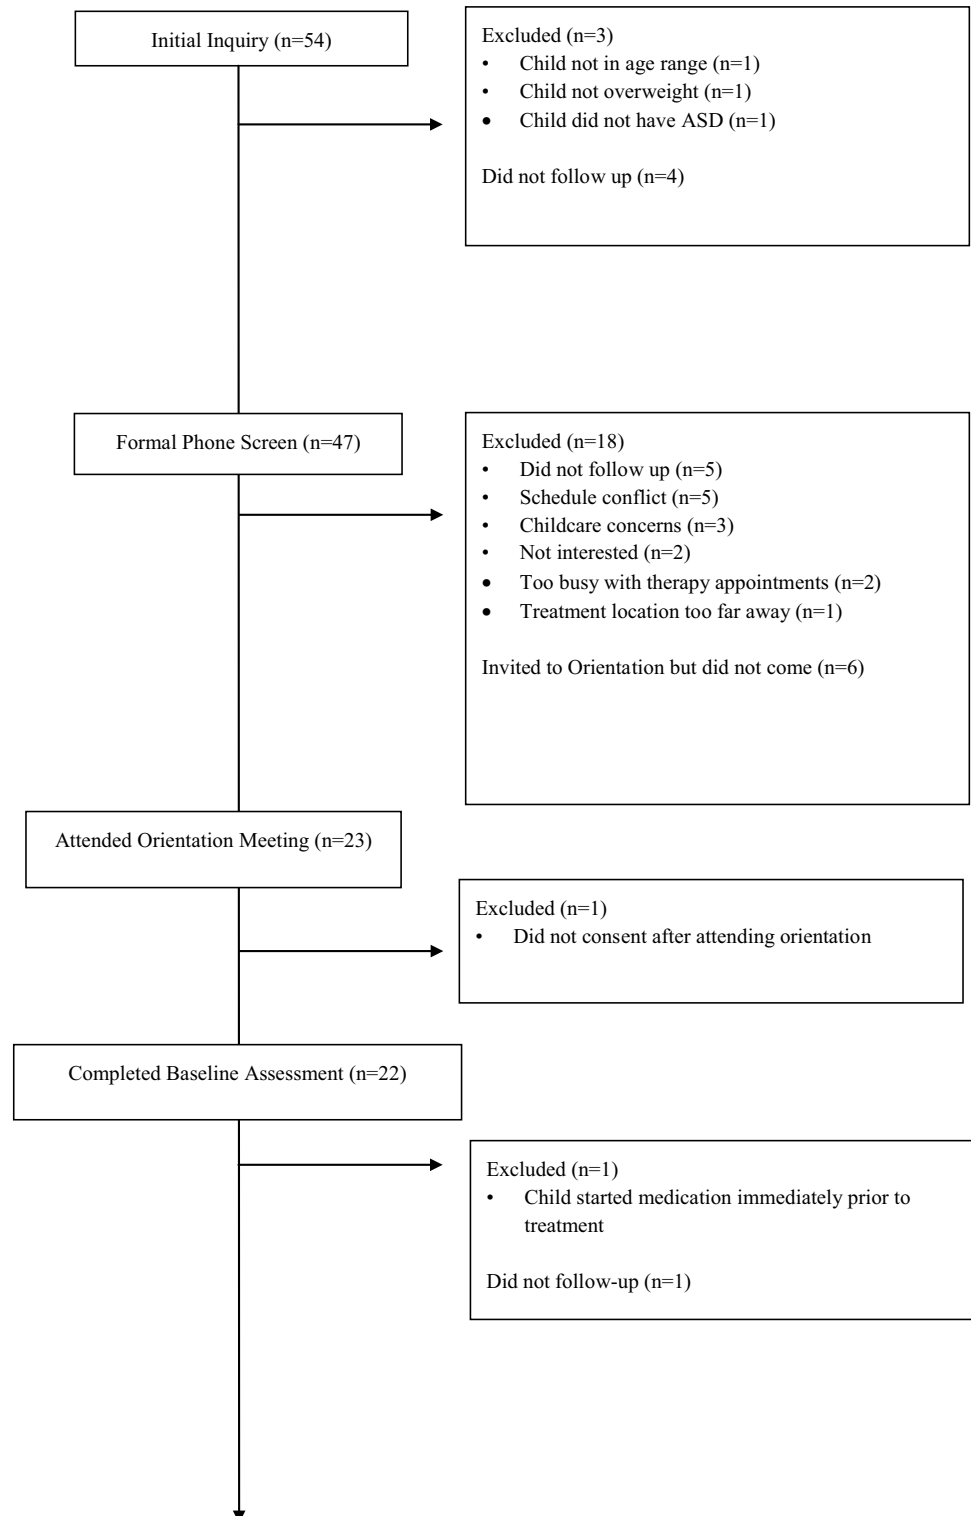 Initial Inquiry (n=54)
Excluded (n=3)
• Child not in age range (n=1)
• Child not overweight (n=1)
• Child did not have ASD (n=1)
Did not follow up (n=4)
Formal Phone Screen (n=47)
Excluded (n=18)
• Did not follow up (n=5)
• Schedule conflict (n=5)
• Childcare concerns (n=3)
• Not interested (n=2)
• Too busy with therapy appointments (n=2)
• Treatment location too far away (n=1)
Invited to Orientation but did not come (n=6)
Attended Orientation Meeting (n=23)
Excluded (n=1)
• Did not consent after attending orientation
Completed Baseline Assessment (n=22)
Excluded (n=1)
• Child started medication immediately prior to
treatment
Did not follow-up (n=1)